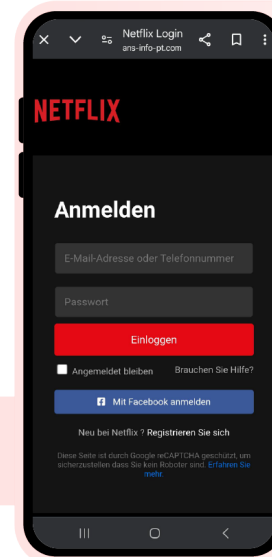 Netflix Login
ans-info-pt.com
NETFLIX
Anmelden
E-Mail-Adresse oder Telefonnummer
Passwort
Einloggen
Angemeldet bleiben Brauchen Sie Hilfe?
Mit Facebook anmelden
Neu bei Netflix ? Registrieren Sie sich
Diese Seite ist durch Google reCAPTCHA geschützt, um
sicherzustellen dass Sie kein Roboter sind. Erfahren Sie
mehr.